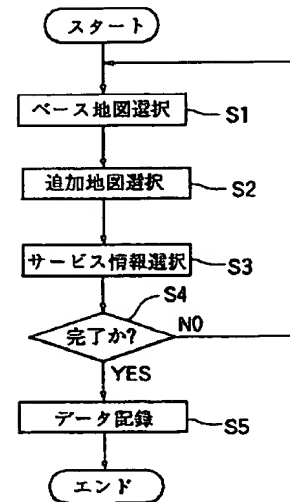 スタート
ベース地図選択
S1
追加地図選択
S2
サービス情報選択
S3
S4
完了か?
NO
YES
データ記録
S5
エンド